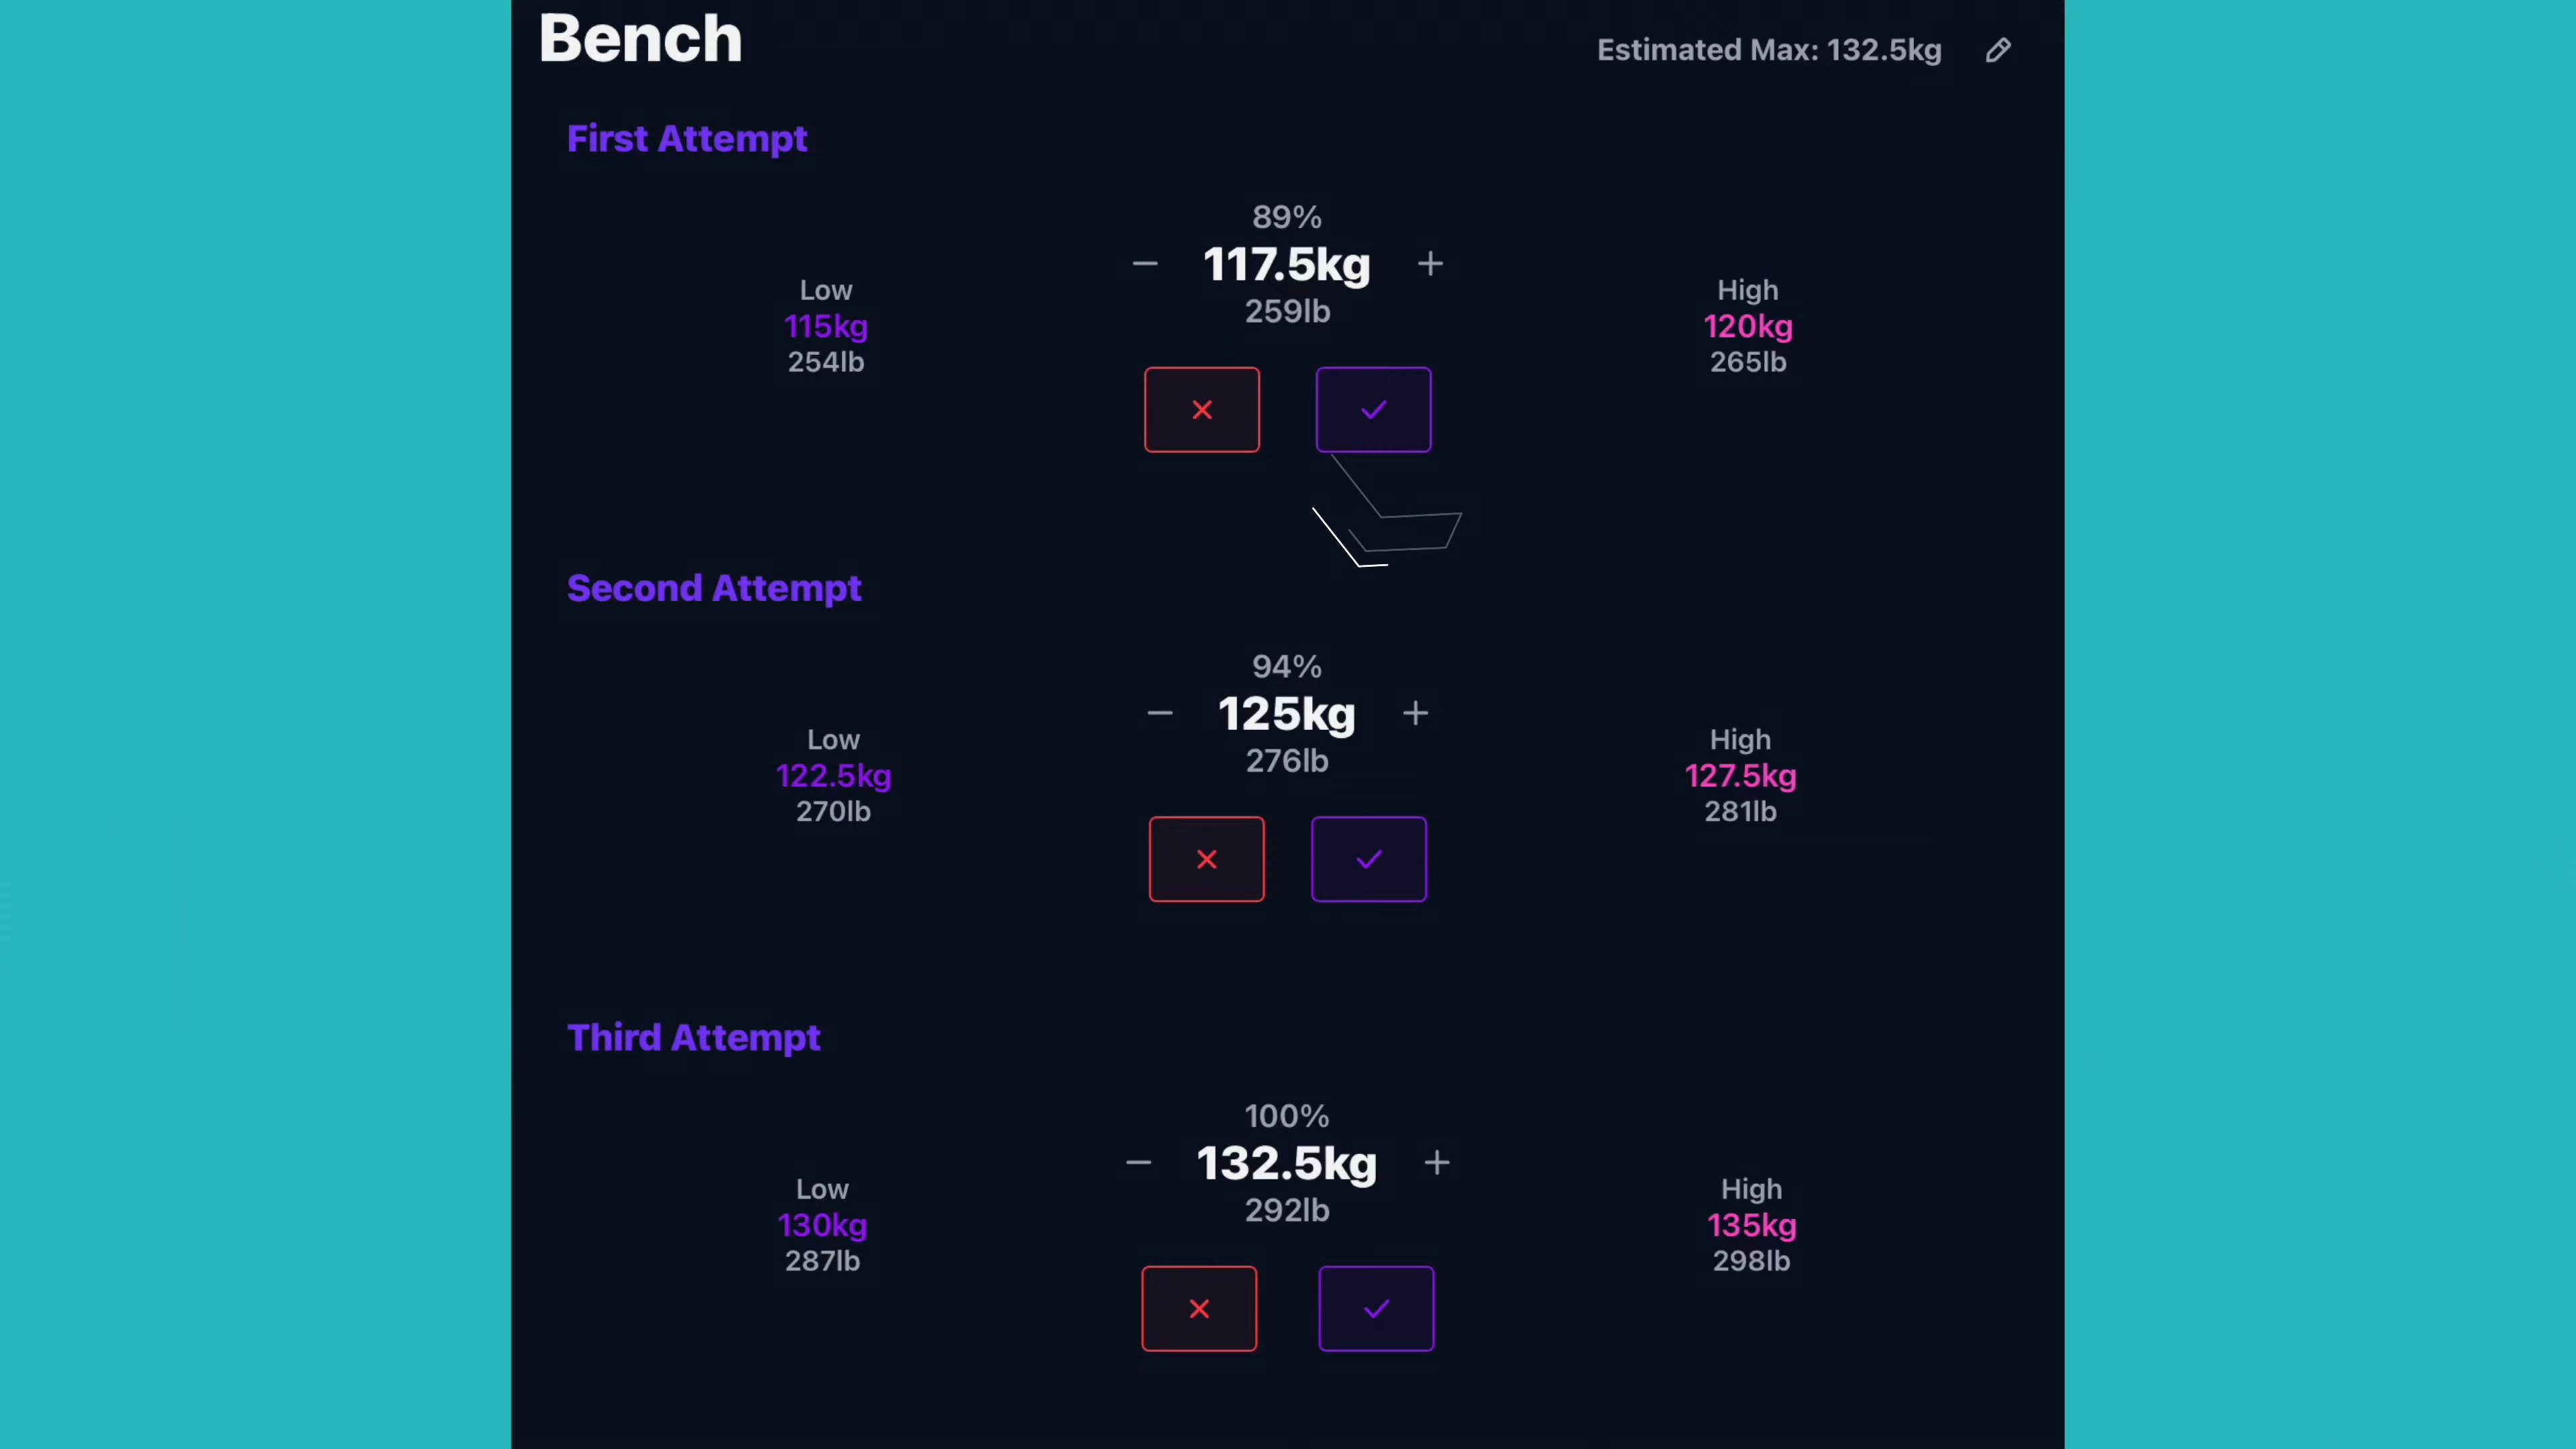 Bench
Estimated Max: 132.5kg
First Attempt
89%
117.5kg
259lb
Low
115kg
254lb
High
120kg
265lb
Second Attempt
94%
125kg
276lb
Low
122.5kg
270lb
High
127.5kg
281lb
Third Attempt
100%
132.5kg
292lb
Low
130kg
287lb
High
135kg
298lb